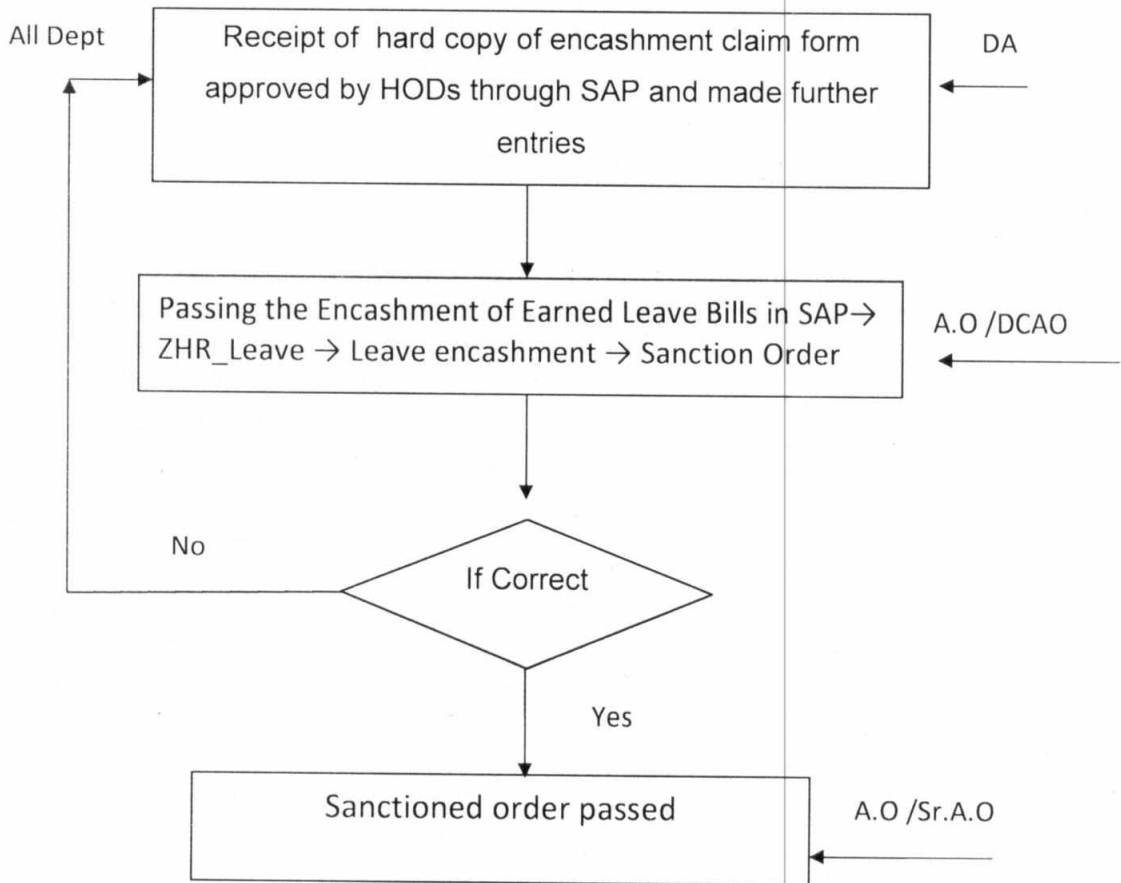 All Dept
Receipt of hard copy of encashment claim form
approved by HODs through SAP and made further
entries
DA
Passing the Encashment of Earned Leave Bills in SAP→
ZHR_Leave → Leave encashment → Sanction Order
A.O /DCAO
If Correct
No
Yes
Sanctioned order passed
A.O /Sr.A.O